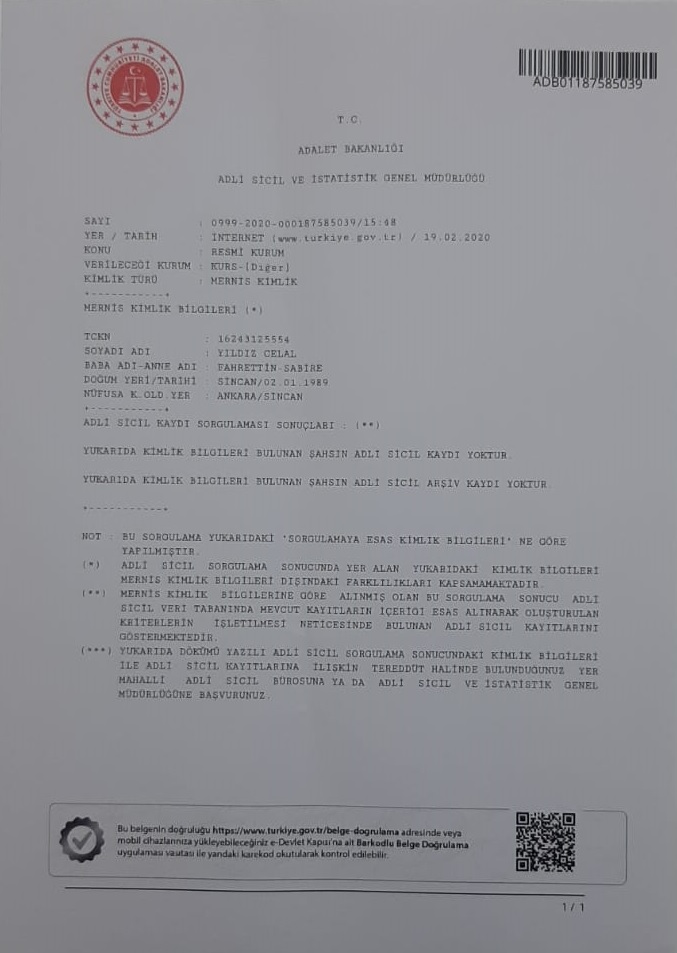 TÜRKİYE CUMHURİYETİ ADALET BAKANLIĞI
ADB01187585039
T.C.
ADALET BAKANLIĞI
ADLİ SİCİL VE İSTATİSTİK GENEL MÜDÜRLÜĞÜ
SAYI : 0999-2020-000187585039/15:48
YER / TARİH : İNTERNET (www.turkiye.gov.tr) / 19.02.2020
KONU : RESMİ KURUM
VERİLECEĞİ KURUM : KURS-[Diğer]
KİMLİK TÜRÜ : MERNİS KİMLİK
*-----------*
MERNİS KİMLİK BİLGİLERİ (*)
TCKN : 16243125554
SOYADI ADI : YILDIZ CELAL
BABA ADI-ANNE ADI : FAHRETTİN-SABİRE
DOĞUM YERİ/TARİHİ : SİNCAN/02.01.1989
NÜFUSA K.OLD.YER : ANKARA/SİNCAN
*-----------*
ADLİ SİCİL KAYDI SORGULAMASI SONUÇLARI : (**)
YUKARIDA KİMLİK BİLGİLERİ BULUNAN ŞAHSIN ADLİ SİCİL KAYDI YOKTUR.
YUKARIDA KİMLİK BİLGİLERİ BULUNAN ŞAHSIN ADLİ SİCİL ARŞİV KAYDI YOKTUR.
*-----------*
NOT : BU SORGULAMA YUKARIDAKİ 'SORGULAMAYA ESAS KİMLİK BİLGİLERİ' NE GÖRE
YAPILMIŞTIR.
(*) ADLİ SİCİL SORGULAMA SONUCUNDA YER ALAN YUKARIDAKİ KİMLİK BİLGİLERİ
MERNİS KİMLİK BİLGİLERİ DIŞINDAKİ FARKLILIKLARI KAPSAMAMAKTADIR.
(**) MERNİS KİMLİK BİLGİLERİNE GÖRE ALINMIŞ OLAN BU SORGULAMA SONUCU ADLİ
SİCİL VERİ TABANINDA MEVCUT KAYITLARIN İÇERİĞİ ESAS ALINARAK OLUŞTURULAN
KRİTERLERİN İŞLETİLMESİ NETİCESİNDE BULUNAN ADLİ SİCİL KAYITLARINI
GÖSTERMEKTEDİR.
(***) YUKARIDA DÖKÜMÜ YAZILI ADLİ SİCİL SORGULAMA SONUCUNDAKİ KİMLİK BİLGİLERİ
İLE ADLİ SİCİL KAYITLARINA İLİŞKİN TEREDDÜT HALİNDE BULUNDUĞUNUZ YER
MAHALLİ ADLİ SİCİL BÜROSUNA YA DA ADLİ SİCİL VE İSTATİSTİK GENEL
MÜDÜRLÜĞÜNE BAŞVURUNUZ.
Bu belgenin doğruluğu https://www.turkiye.gov.tr/belge-dogrulama adresinde veya
mobil cihazlarınıza yükleyebileceğiniz e-Devlet Kapısı'na ait Barkodlu Belge Doğrulama
uygulaması vasıtası ile yandaki karekod okutularak kontrol edilebilir.
1 / 1